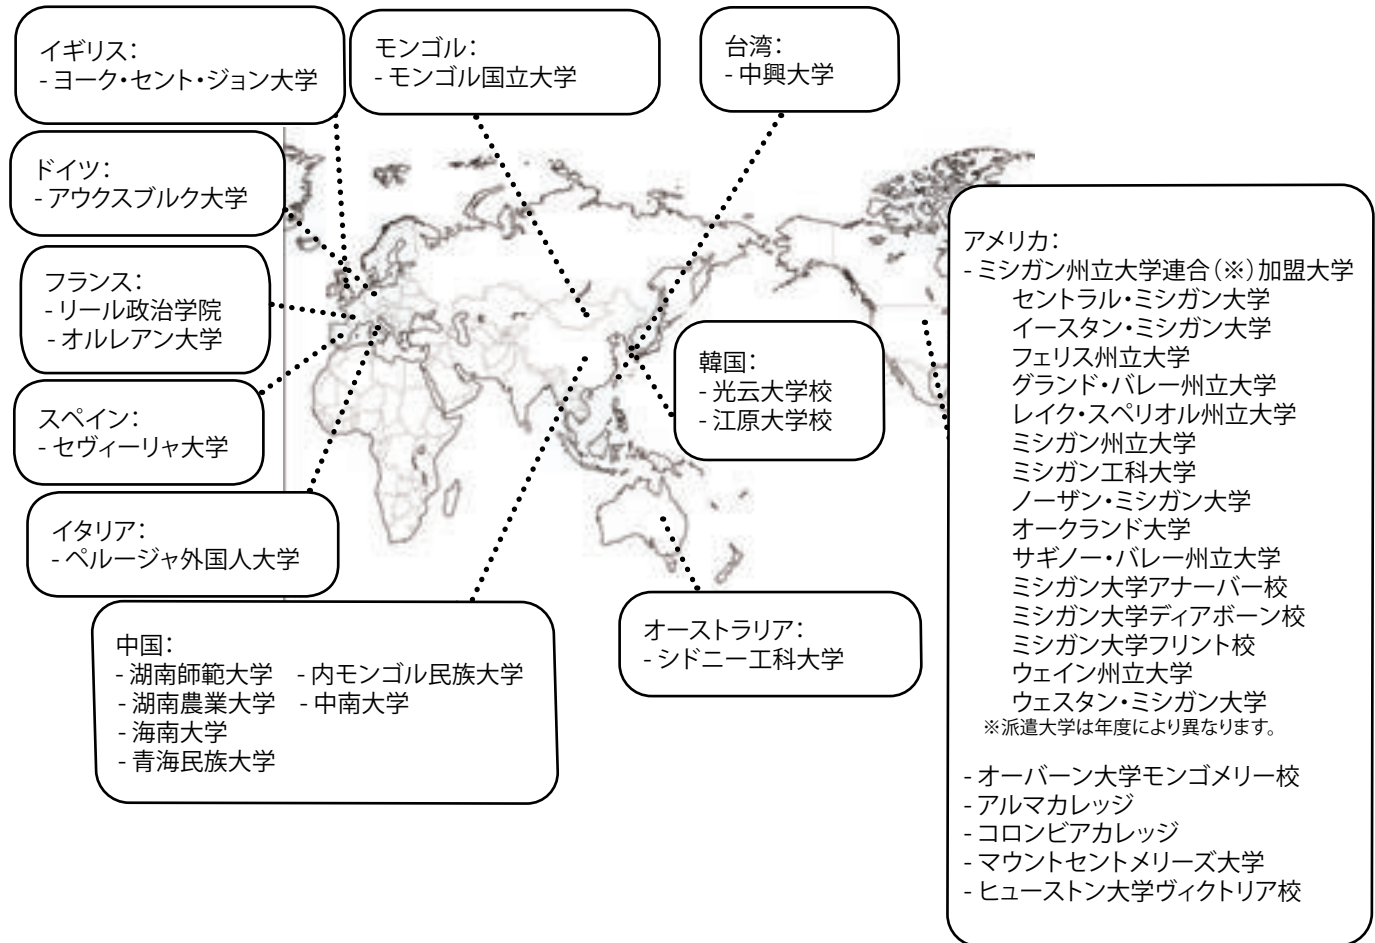 イギリス：
- ヨーク・セント・ジョン大学
モンゴル：
- モンゴル国立大学
台湾：
- 中興大学
ドイツ：
- アウクスブルク大学
フランス：
- リール政治学院
- オルレアン大学
スペイン：
- セヴィーリャ大学
イタリア：
- ペルージャ外国人大学
韓国：
- 光云大学校
- 江原大学校
中国：
- 湖南師範大学 - 内モンゴル民族大学
- 湖南農業大学 - 中南大学
- 海南大学
- 青海民族大学
オーストラリア：
- シドニー工科大学
アメリカ：
- ミシガン州立大学連合（※）加盟大学
セントラル・ミシガン大学
イースタン・ミシガン大学
フェリス州立大学
グランド・バレー州立大学
レイク・スペリオル州立大学
ミシガン州立大学
ミシガン工科大学
ノーザン・ミシガン大学
オークランド大学
サギノー・バレー州立大学
ミシガン大学アナーバー校
ミシガン大学ディアボーン校
ミシガン大学フリント校
ウェイン州立大学
ウェスタン・ミシガン大学
※派遣大学は年度により異なります。
- オーバーン大学モンゴメリー校
- アルマカレッジ
- コロンビアカレッジ
- マウントセントメリーズ大学
- ヒューストン大学ヴィクトリア校